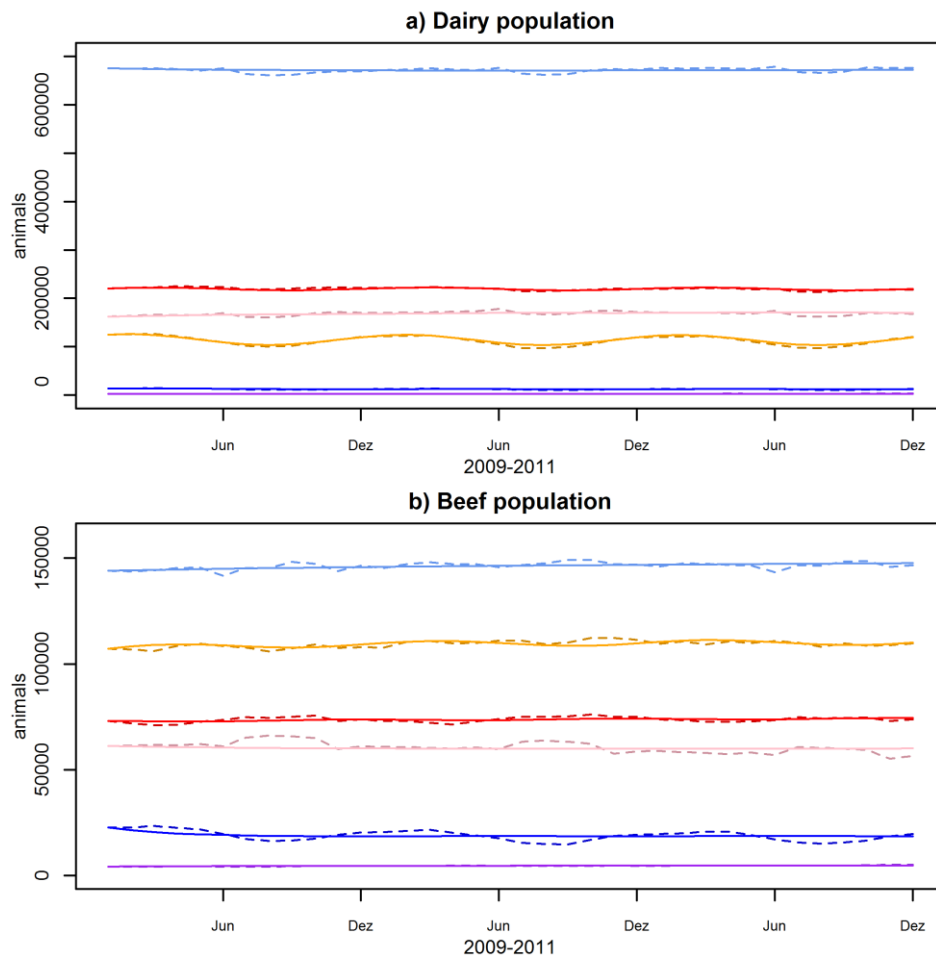 a) Dairy population
animals
600000
400000
200000
0
Jun
Dez
Jun
Dez
Jun
Dez
2009-2011
b) Beef population
animals
150000
100000
50000
0
Jun
Dez
Jun
Dez
Jun
Dez
2009-2011